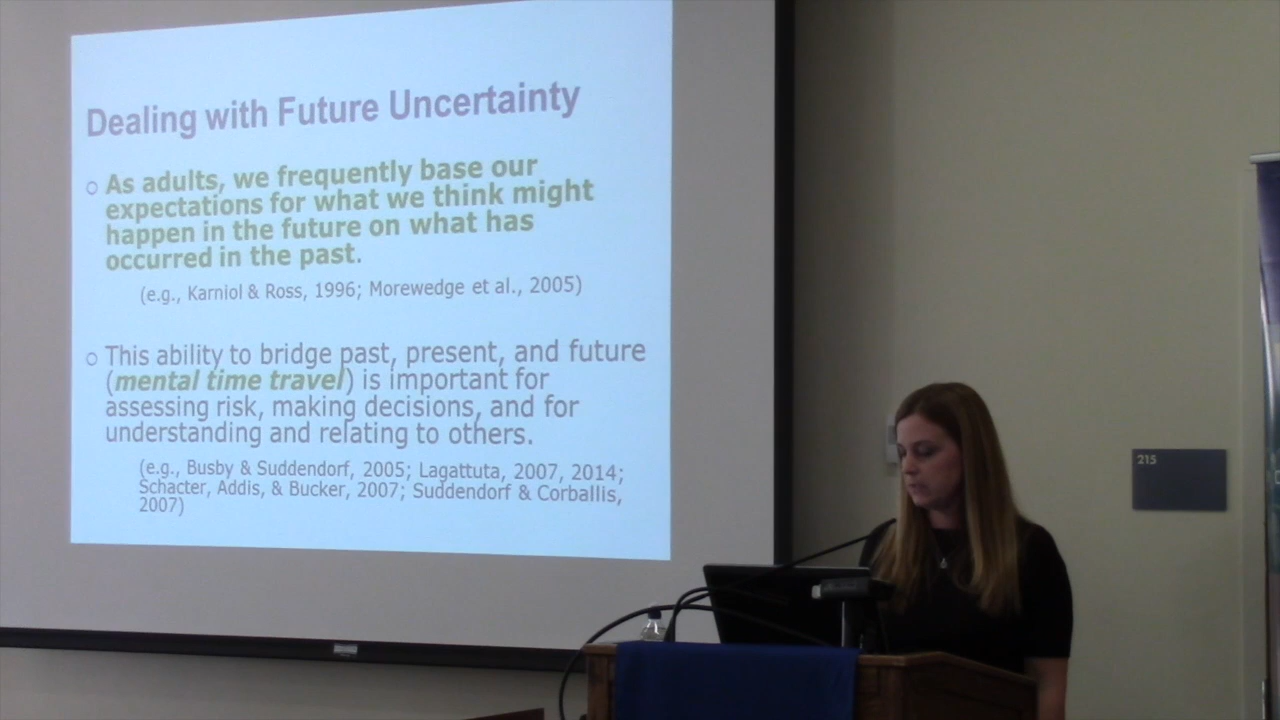 Dealing with Future Uncertainty
As adults, we frequently base our
expectations for what we think might
happen in the future on what has
occurred in the past.
(e.g., Karniol & Ross, 1996; Morewedge et al., 2005)
This ability to bridge past, present, and future
(mental time travel) is important for
assessing risk, making decisions, and for
understanding and relating to others.
(e.g., Busby & Suddendorf, 2005; Lagattuta, 2007, 2014;
Schacter, Addis, & Bucker, 2007; Suddendorf & Corballis,
2007)
215